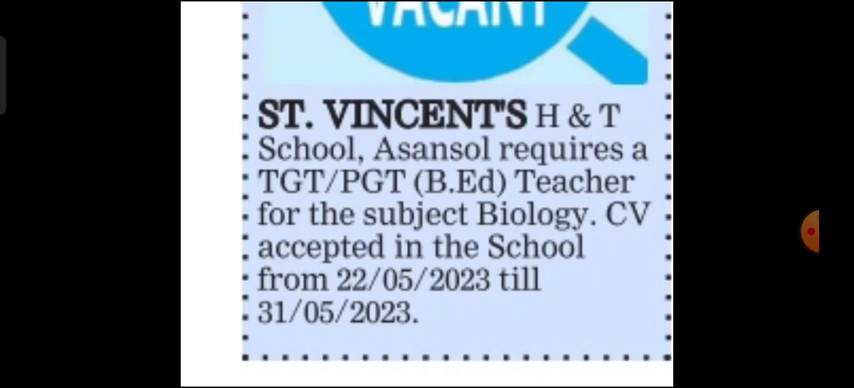 VACANT
ST. VINCENT'S H & T
School, Asansol requires a
TGT/PGT (B.Ed) Teacher
for the subject Biology. CV
accepted in the School
from 22/05/2023 till
31/05/2023.